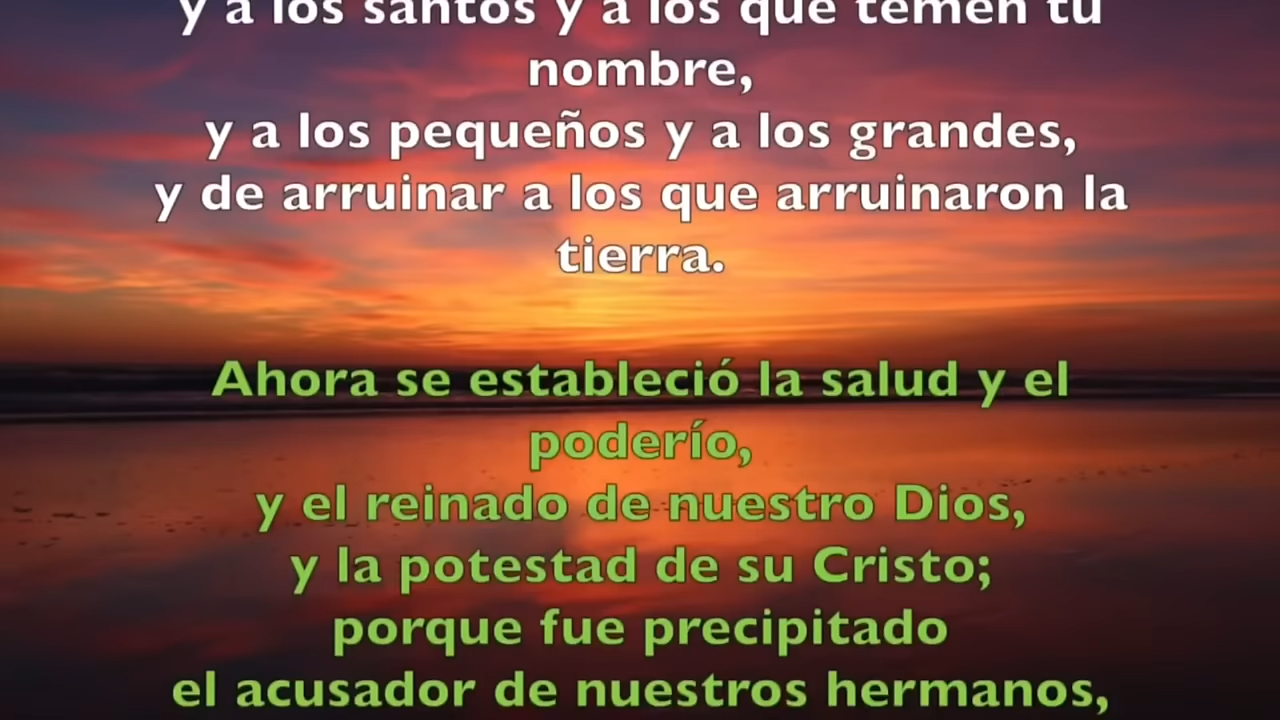 y a los santos y a los que temen tu
nombre,
y a los pequeños y a los grandes,
y de arruinar a los que arruinaron la
tierra.
Ahora se estableció la salud y el
poderío,
y el reinado de nuestro Dios,
y la potestad de su Cristo;
porque fue precipitado
el acusador de nuestros hermanos,